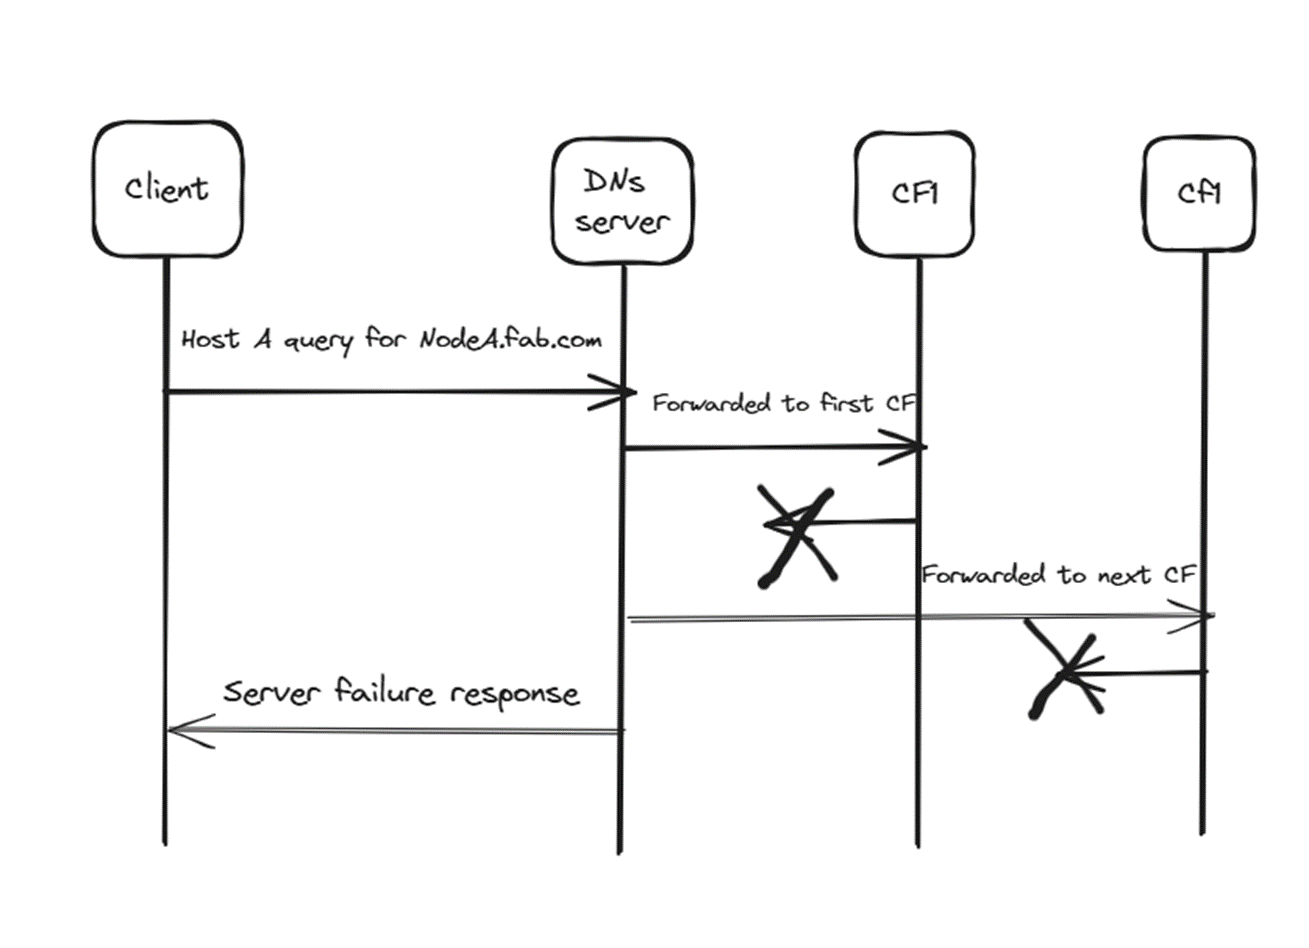 Client
DNs
server
CF1
Cf1
Host A query for NodeA.fab.com
Forwarded to first CF
Forwarded to next CF
Server failure response